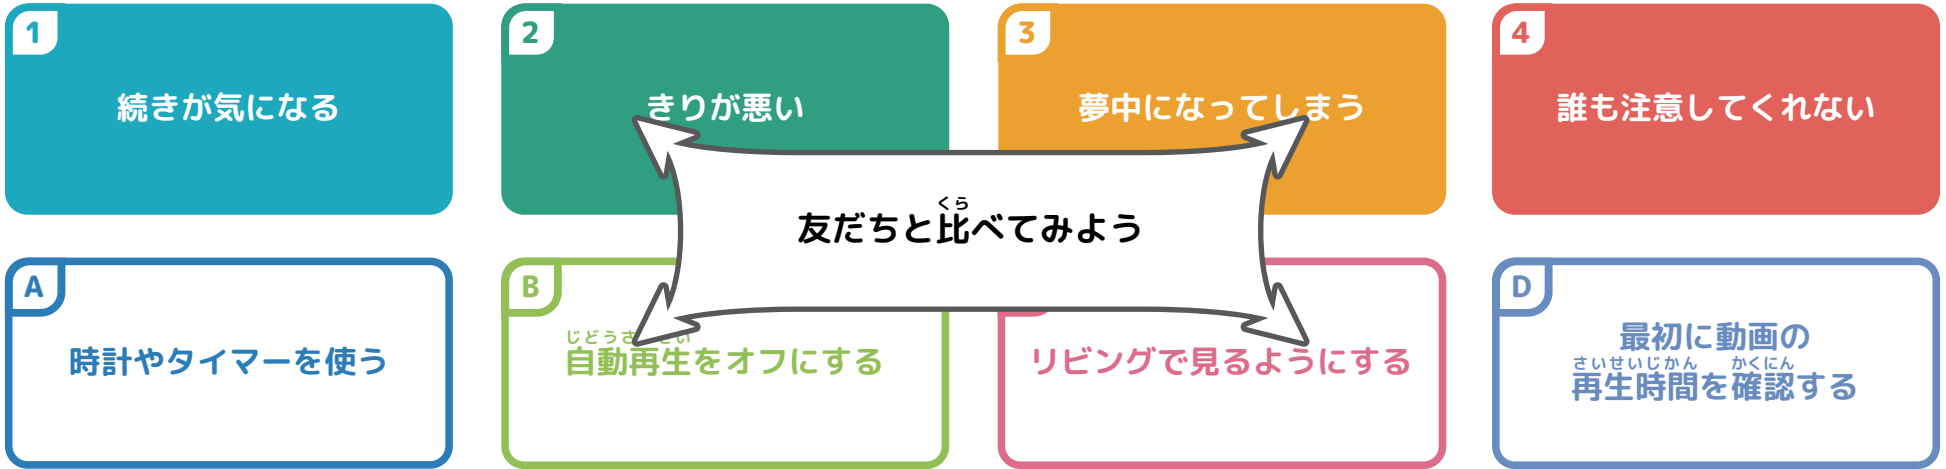 1
続きが気になる
2
きりが悪い
3
夢中になってしまう
4
誰も注意してくれない
くら
友だちと比べてみよう
A
時計やタイマーを使う
B
自動再生をオフにする
リビングで見るようにする
D
最初に動画の
さいせいじかん かくにん
再生時間を確認する